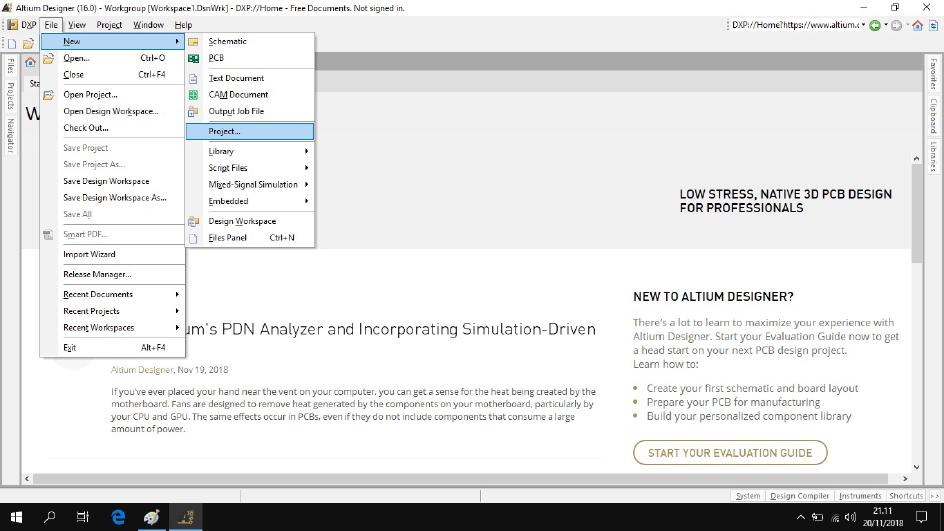 Altium Designer (16.0) - Workgroup [Workspace1.DsnWrk] - DXP://Home - Free Documents. Not signed in.
DXP File View Project Window Help
DXP://Home?https://www.altium.
New
Open... Ctrl+O
Close Ctrl+F4
Open Project...
Open Design Workspace...
Check Out...
Save Project
Save Project As...
Save Design Workspace
Save Design Workspace As...
Save All
Smart PDF...
Import Wizard
Release Manager...
Recent Documents
Recent Projects
Recent Workspaces
Exit Alt+F4
Schematic
PCB
Text Document
CAM Document
Output Job File
Project...
Library
Script Files
Mixed-Signal Simulation
Embedded
Design Workspace
Files Panel Ctrl+N
Files
Projects
Navigator
Favorites
Clipboard
Libraries
LOW STRESS, NATIVE 3D PCB DESIGN
FOR PROFESSIONALS
um's PDN Analyzer and Incorporating Simulation-Driven
Altium Designer, Nov 19, 2018
If you've ever placed your hand near the vent on your computer, you can get a sense for the heat being created by the
motherboard. Fans are designed to remove heat generated by the components on your motherboard, particularly by
your CPU and GPU. The same effects occur in PCBs, even if they do not include components that consume a large
amount of power.
NEW TO ALTIUM DESIGNER?
There's a lot to learn to maximize your experience with
Altium Designer. Start your Evaluation Guide now to get
a head start on your next PCB design project.
Learn how to:
• Create your first schematic and board layout
• Prepare your PCB for manufacturing
• Build your personalized component library
START YOUR EVALUATION GUIDE
System Design Compiler Instruments Shortcuts >>
21.11
20/11/2018